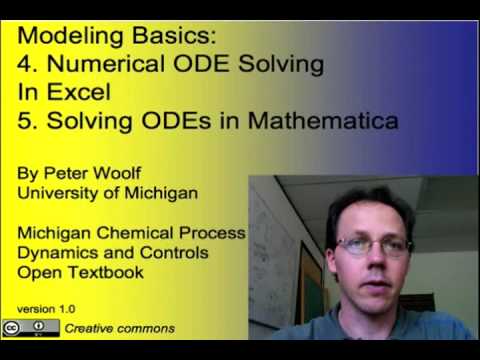 Modeling Basics:
4. Numerical ODE Solving
In Excel
5. Solving ODEs in Mathematica
By Peter Woolf
University of Michigan
Michigan Chemical Process
Dynamics and Controls
Open Textbook
version 1.0
cc
Creative commons